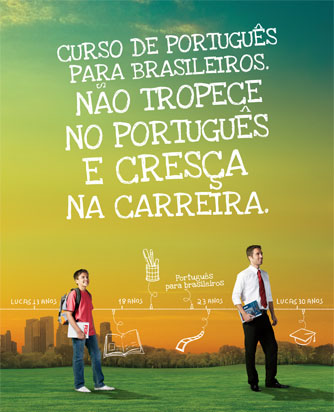 CURSO DE PORTUGUÊS
PARA BRASILEIROS.
NÃO TROPECE
NO PORTUGUÊS
E CRESÇA
NA CARREIRA.
Português
para brasileiros
LUCAS 13 ANOS
18 ANOS
23 ANOS
LUCAS 30 ANOS